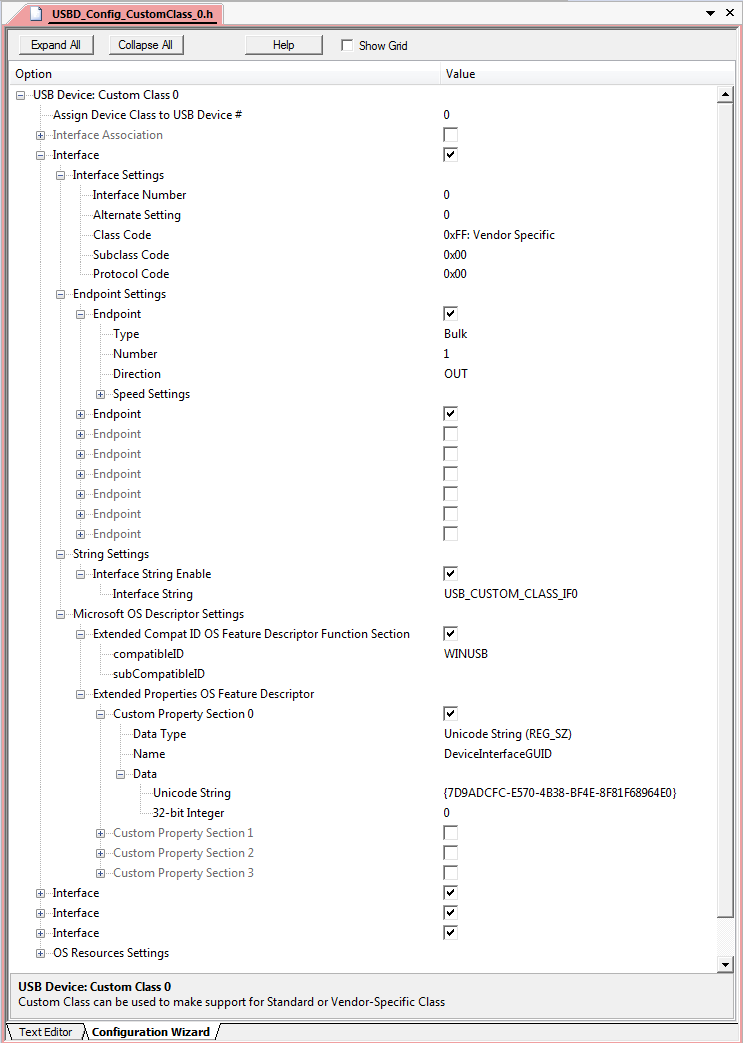 USBD_Config_CustomClass_0.h
Expand All Collapse All Help Show Grid
Option Value
USB Device: Custom Class 0
Assign Device Class to USB Device # 0
Interface Association
Interface
Interface Settings
Interface Number 0
Alternate Setting 0
Class Code 0xFF: Vendor Specific
Subclass Code 0x00
Protocol Code 0x00
Endpoint Settings
Endpoint
Type Bulk
Number 1
Direction OUT
Speed Settings
Endpoint
Endpoint
Endpoint
Endpoint
Endpoint
Endpoint
Endpoint
String Settings
Interface String Enable
Interface String USB_CUSTOM_CLASS_IF0
Microsoft OS Descriptor Settings
Extended Compat ID OS Feature Descriptor Function Section
compatibleID WINUSB
subCompatibleID
Extended Properties OS Feature Descriptor
Custom Property Section 0
Data Type Unicode String (REG_SZ)
Name DeviceInterfaceGUID
Data
Unicode String {7D9ADCFC-E570-4B38-BF4E-8F81F68964E0}
32-bit Integer 0
Custom Property Section 1
Custom Property Section 2
Custom Property Section 3
Interface
Interface
Interface
OS Resources Settings
USB Device: Custom Class 0
Custom Class can be used to make support for Standard or Vendor-Specific Class
Text Editor Configuration Wizard